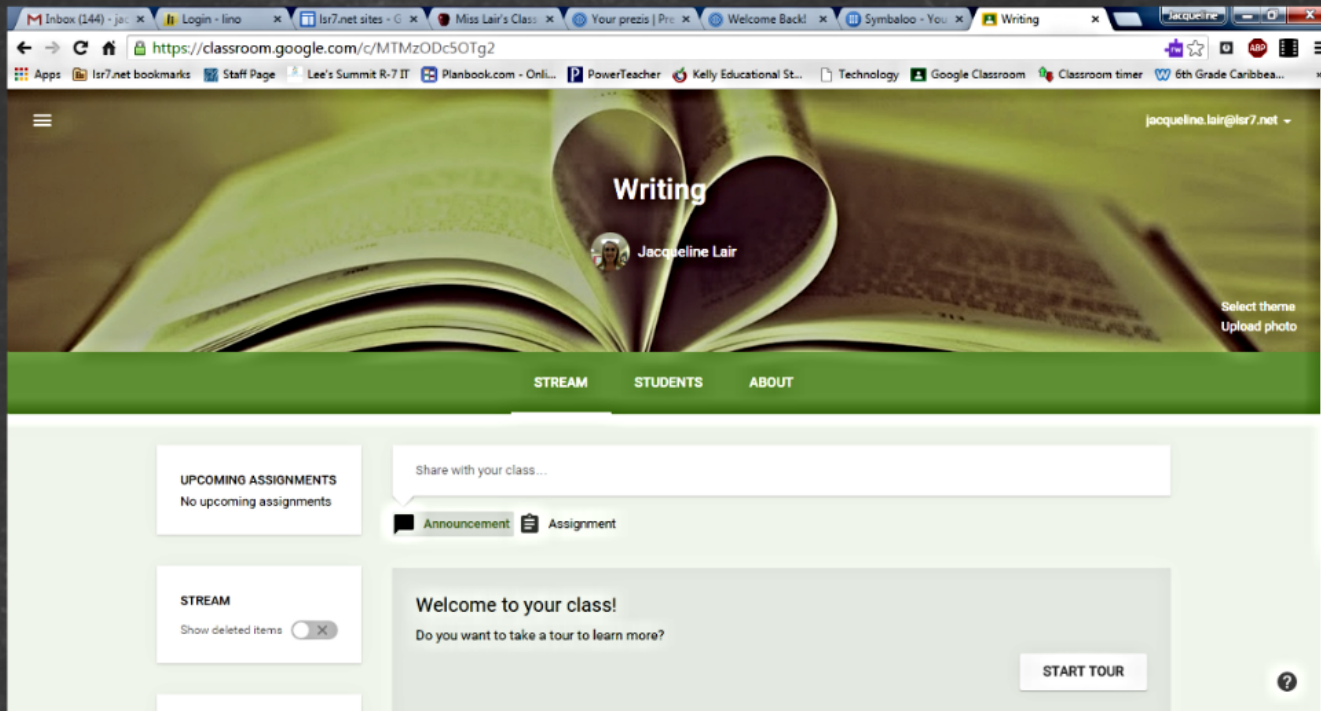 Inbox (144) - jac × Login - lino × lsr7.net sites - G × Miss Lair's Class × Your prezis | Pre × Welcome Back! × Symbaloo - You × Writing × Jacqueline
https://classroom.google.com/c/MTMzODc5OTg2
Apps lsr7.net bookmarks Staff Page Lee's Summit R-7 IT Planbook.com - Onli... PowerTeacher Kelly Educational St... Technology Google Classroom Classroom timer 6th Grade Caribbea...
jacqueline.lair@lsr7.net
Writing
Jacqueline Lair
Select theme
Upload photo
STREAM STUDENTS ABOUT
UPCOMING ASSIGNMENTS
No upcoming assignments
Share with your class...
Announcement Assignment
STREAM
Show deleted items
Welcome to your class!
Do you want to take a tour to learn more?
START TOUR